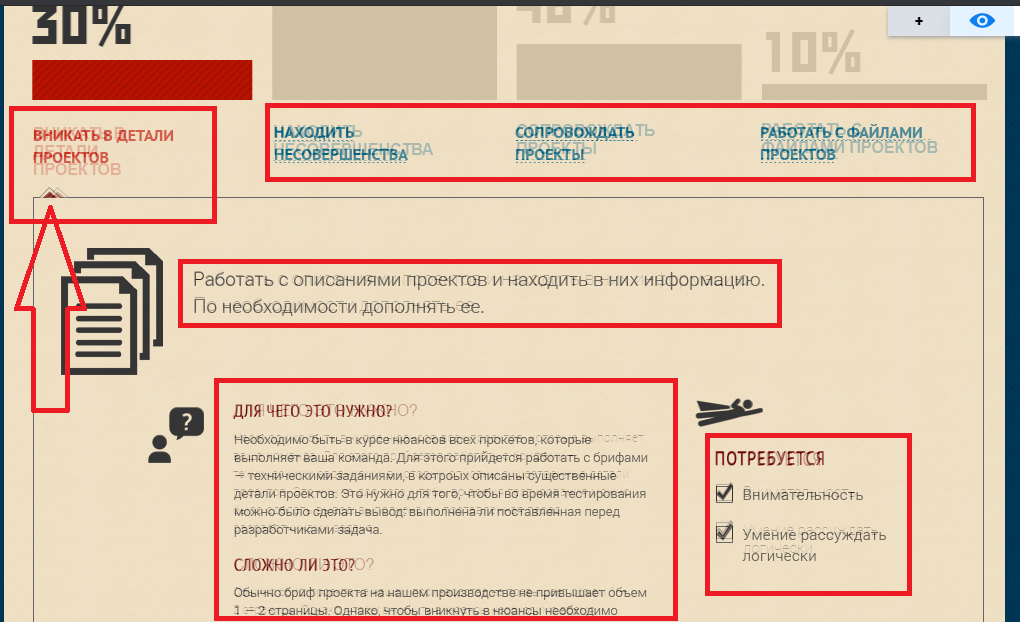 30%
40%
10%
+
ВНИКАТЬ В ДЕТАЛИ
ПРОЕКТОВ
НАХОДИТЬ
НЕСОВЕРШЕНСТВА
СОПРОВОЖДАТЬ
ПРОЕКТЫ
РАБОТАТЬ С ФАЙЛАМИ
ПРОЕКТОВ
Работать с описаниями проектов и находить в них информацию.
По необходимости дополнять ее.
?
ДЛЯ ЧЕГО ЭТО НУЖНО?
Необходимо быть в курсе нюансов всех проектов, которые
выполняет ваша команда. Для этого прийдется работать с брифами
— техническими заданиями, в которых описаны существенные
детали проектов. Это нужно для того, чтобы во время тестирования
можно было сделать вывод: выполнена ли поставленная перед
разработчиками задача.
СЛОЖНО ЛИ ЭТО?
Обычно бриф проекта на нашем производстве не привышает объем
1 — 2 страницы. Однако, чтобы вникнуть в нюансы необходимо
ПОТРЕБУЕТСЯ
Внимательность
Умение рассуждать
логически